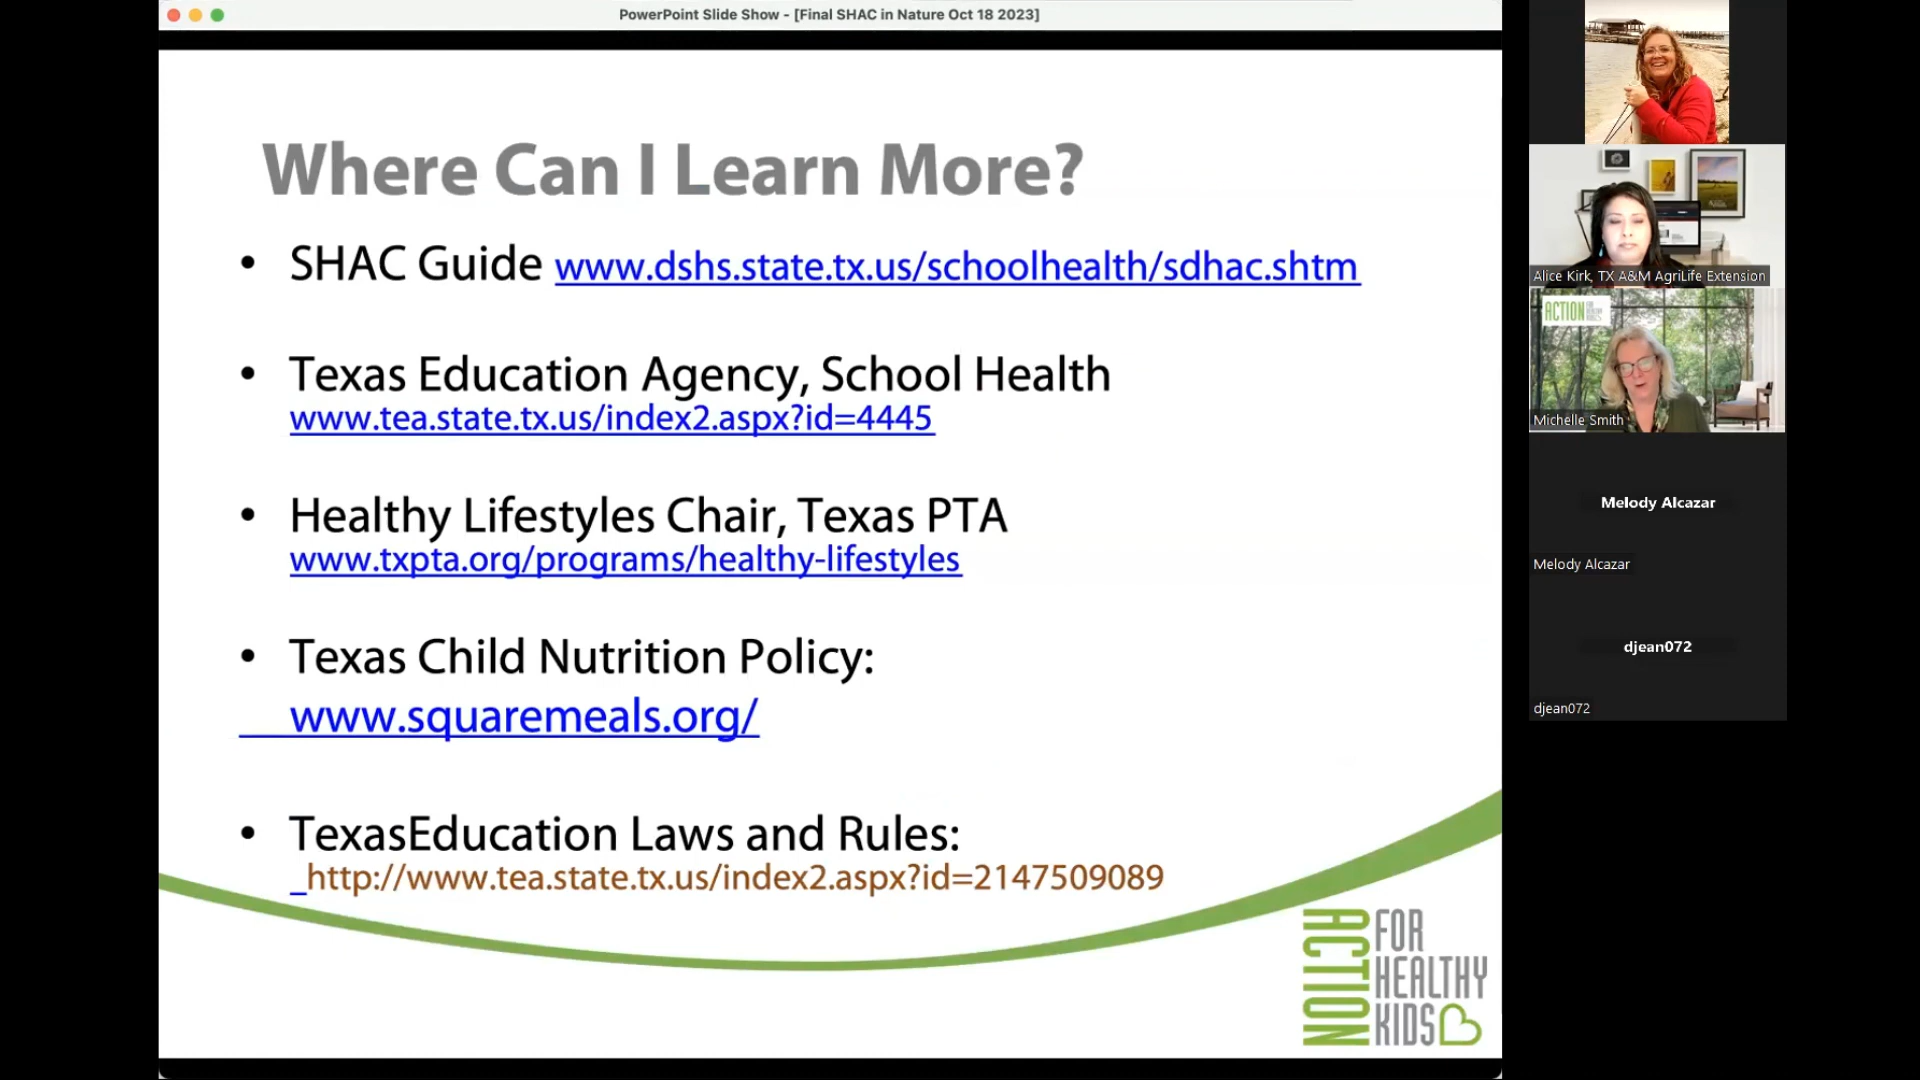 PowerPoint Slide Show - [Final SHAC in Nature Oct 18 2023]
Where Can I Learn More?
• SHAC Guide www.dshs.state.tx.us/schoolhealth/sdhac.shtm
• Texas Education Agency, School Health
www.tea.state.tx.us/index2.aspx?id=4445
• Healthy Lifestyles Chair, Texas PTA
www.txpta.org/programs/healthy-lifestyles
• Texas Child Nutrition Policy:
www.squaremeals.org/
• TexasEducation Laws and Rules:
http://www.tea.state.tx.us/index2.aspx?id=2147509089
ACTION
FOR
HEALTHY
KIDS
Alice Kirk, TX A&M AgriLife Extension
ACTION
Michelle Smith
Melody Alcazar
Melody Alcazar
djean072
djean072